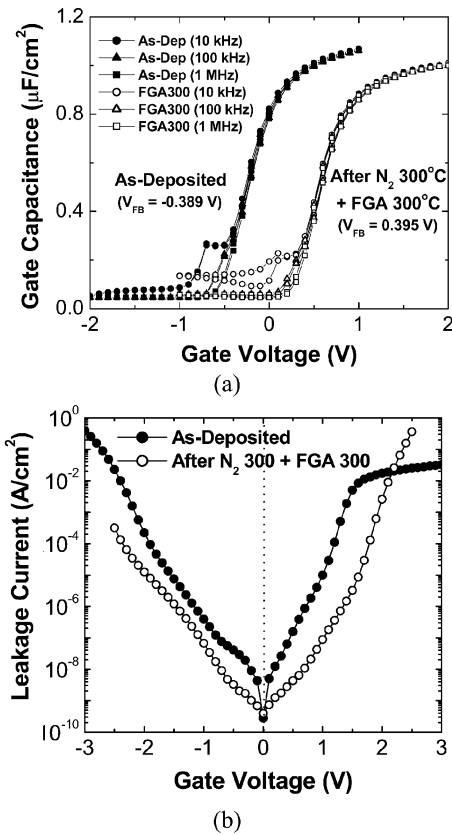 1.2
0.8
0.4
0.0
Gate Capacitance (μF/cm²)
As-Dep (10 kHz)
As-Dep (100 kHz)
As-Dep (1 MHz)
FGA300 (10 kHz)
FGA300 (100 kHz)
FGA300 (1 MHz)
As-Deposited
(V_FB = -0.389 V)
After N₂ 300°C
+ FGA 300°C
(V_FB = 0.395 V)
-2 -1 0 1 2
Gate Voltage (V)
(a)
10⁰
10⁻²
10⁻⁴
10⁻⁶
10⁻⁸
10⁻¹⁰
Leakage Current (A/cm²)
As-Deposited
After N₂ 300 + FGA 300
-3 -2 -1 0 1 2 3
Gate Voltage (V)
(b)